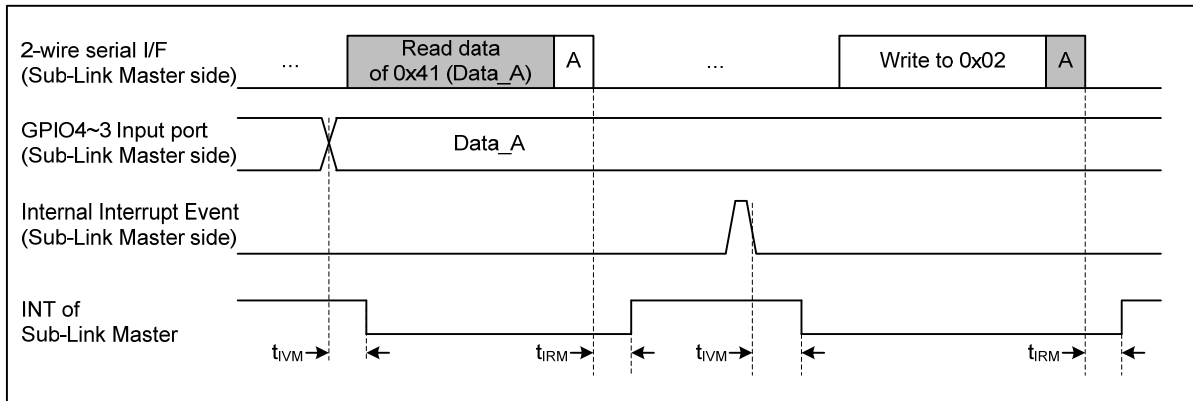 2-wire serial I/F
(Sub-Link Master side)
...
Read data
of 0x41 (Data_A)
A
...
Write to 0x02
A
GPIO4~3 Input port
(Sub-Link Master side)
Data_A
Internal Interrupt Event
(Sub-Link Master side)
INT of
Sub-Link Master
tIVM
tIRM
tIVM
tIRM